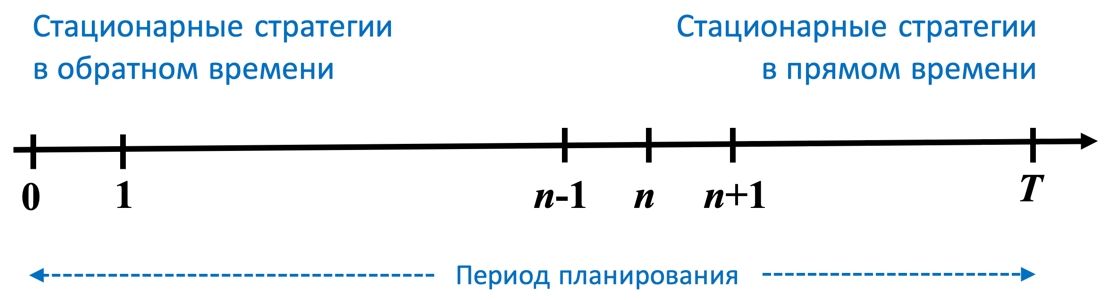 Стационарные стратегии
в обратном времени
Стационарные стратегии
в прямом времени
0 1 n-1 n n+1 T
Период планирования